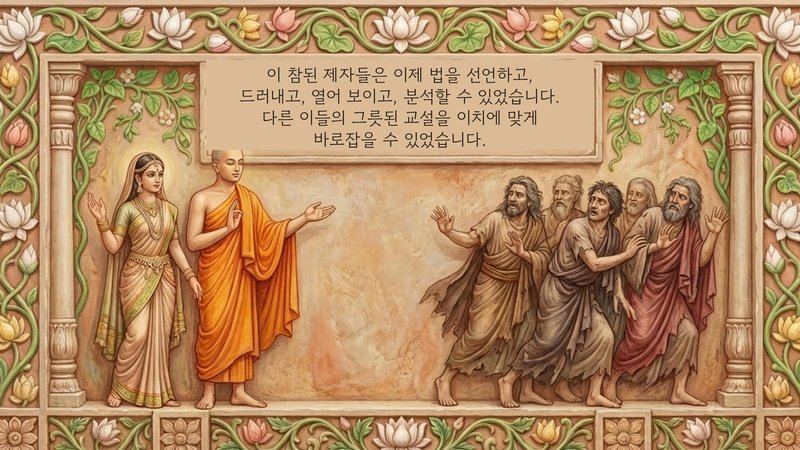 이 참된 제자들은 이제 법을 선언하고,
드러내고, 열어 보이고, 분석할 수 있었습니다.
다른 이들의 그릇된 교설을 이치에 맞게
바로잡을 수 있었습니다.